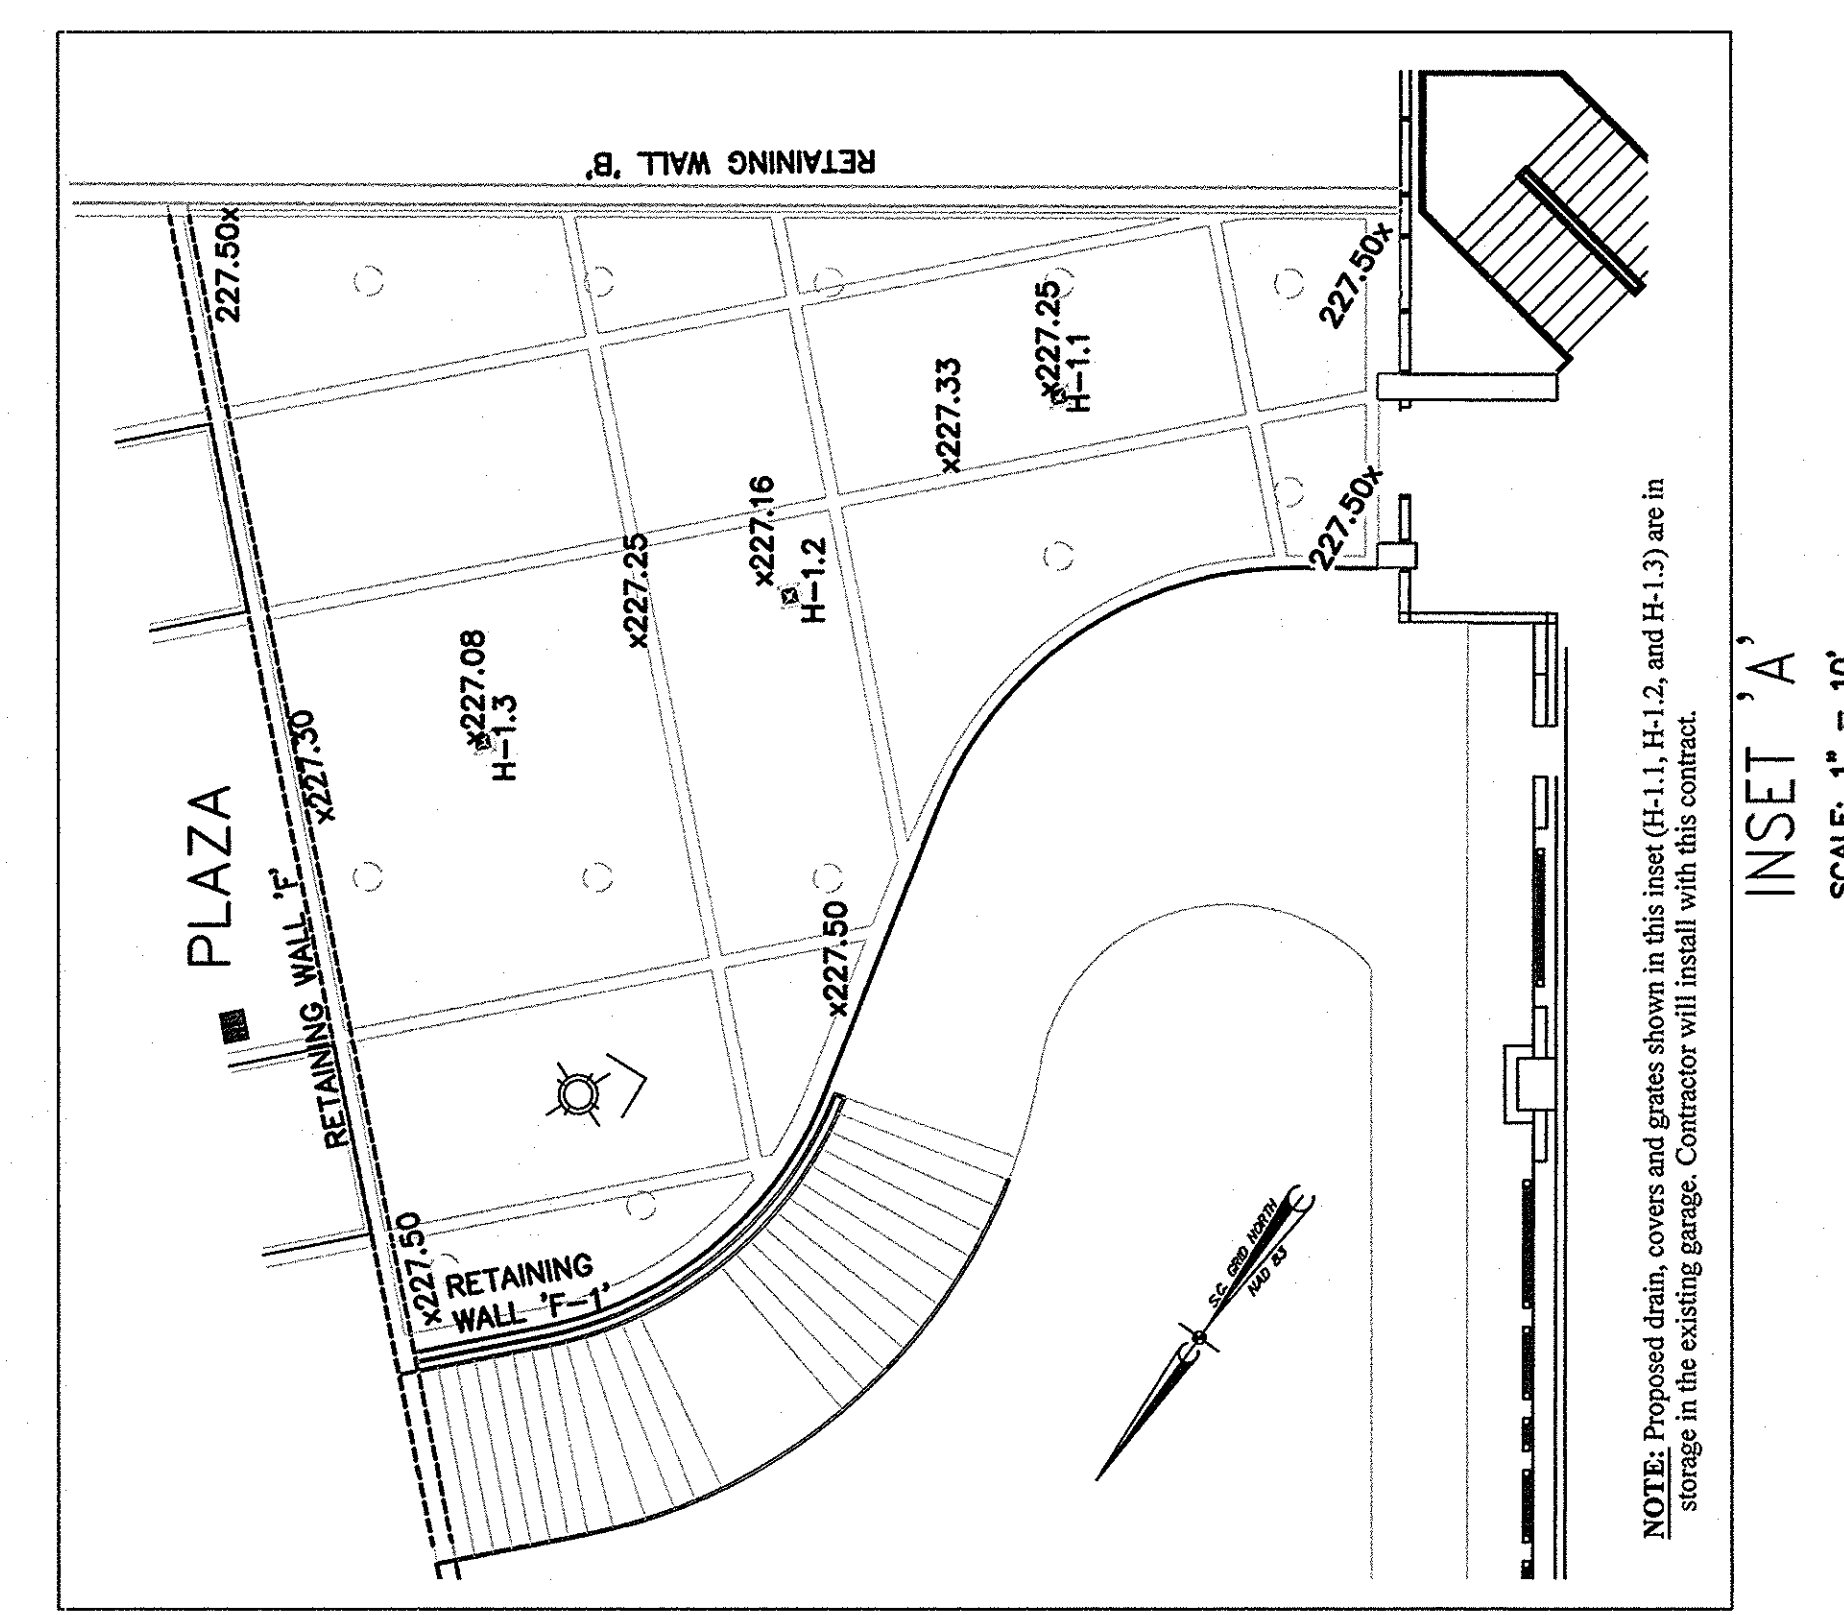 RETAINING WALL 'B'
227.50x
227.50x
x227.25
H-1.1
x227.33
227.50x
x227.16
H-1.2
x227.25
x227.08
H-1.3
x227.30
PLAZA
RETAINING WALL 'F'
x227.50
x227.50
RETAINING
WALL 'F-1'
S.C. GRID NORTH
NAD 83
NOTE: Proposed drain, covers and grates shown in this inset (H-1.1, H-1.2, and H-1.3) are in
storage in the existing garage. Contractor will install with this contract.
INSET 'A'
SCALE: 1" = 10'